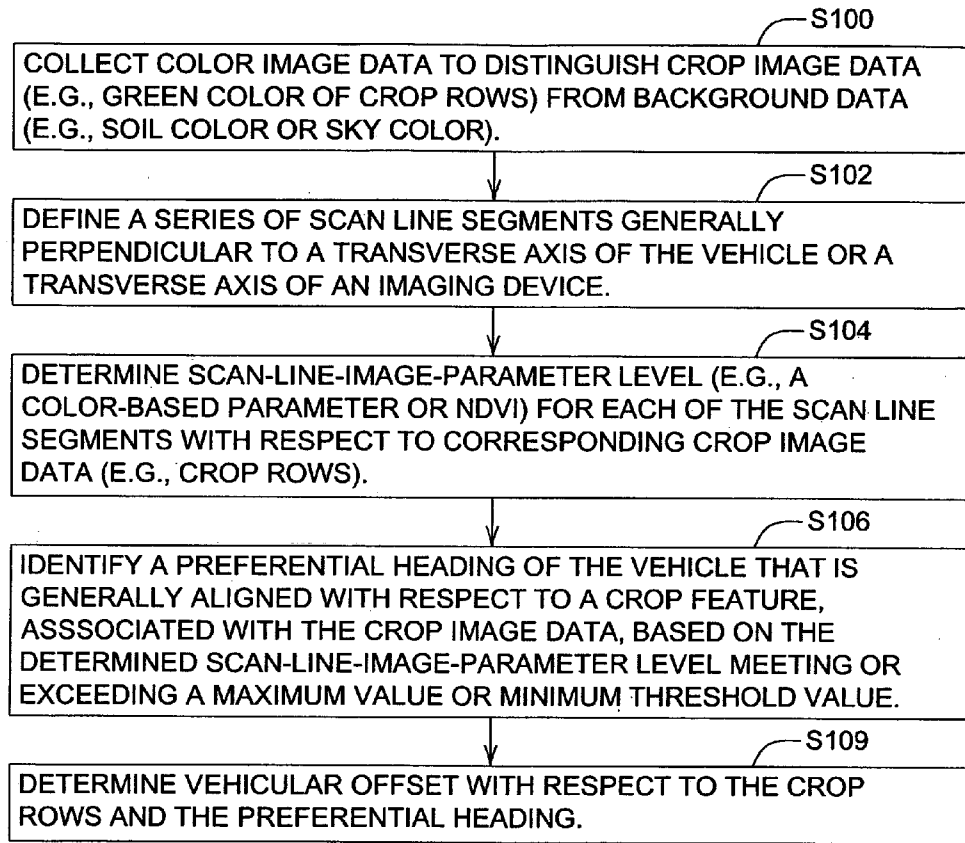 S100
COLLECT COLOR IMAGE DATA TO DISTINGUISH CROP IMAGE DATA
(E.G., GREEN COLOR OF CROP ROWS) FROM BACKGROUND DATA
(E.G., SOIL COLOR OR SKY COLOR).
S102
DEFINE A SERIES OF SCAN LINE SEGMENTS GENERALLY
PERPENDICULAR TO A TRANSVERSE AXIS OF THE VEHICLE OR A
TRANSVERSE AXIS OF AN IMAGING DEVICE.
S104
DETERMINE SCAN-LINE-IMAGE-PARAMETER LEVEL (E.G., A
COLOR-BASED PARAMETER OR NDVI) FOR EACH OF THE SCAN LINE
SEGMENTS WITH RESPECT TO CORRESPONDING CROP IMAGE
DATA (E.G., CROP ROWS).
S106
IDENTIFY A PREFERENTIAL HEADING OF THE VEHICLE THAT IS
GENERALLY ALIGNED WITH RESPECT TO A CROP FEATURE,
ASSSOCIATED WITH THE CROP IMAGE DATA, BASED ON THE
DETERMINED SCAN-LINE-IMAGE-PARAMETER LEVEL MEETING OR
EXCEEDING A MAXIMUM VALUE OR MINIMUM THRESHOLD VALUE.
S109
DETERMINE VEHICULAR OFFSET WITH RESPECT TO THE CROP
ROWS AND THE PREFERENTIAL HEADING.